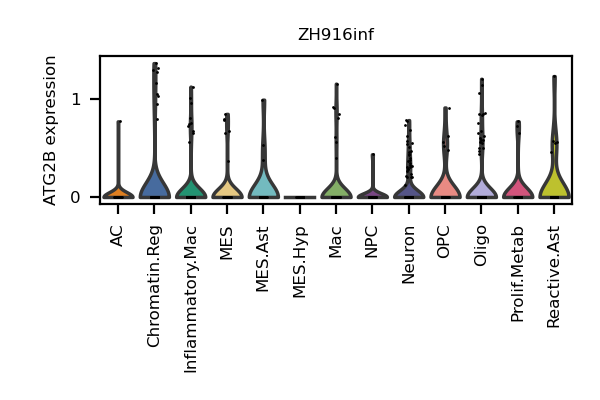 ZH916inf
ATG2B expression
1
0
AC
Chromatin.Reg
Inflammatory.Mac
MES
MES.Ast
MES.Hyp
Mac
NPC
Neuron
OPC
Oligo
Prolif.Metab
Reactive.Ast